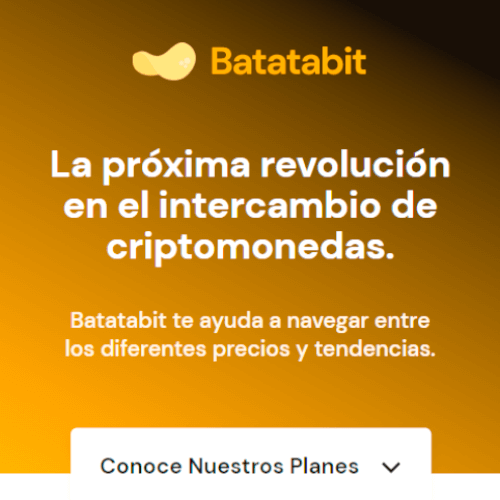 Batatabit
La próxima revolución
en el intercambio de
criptomonedas.
Batatabit te ayuda a navegar entre
los diferentes precios y tendencias.
Conoce Nuestros Planes